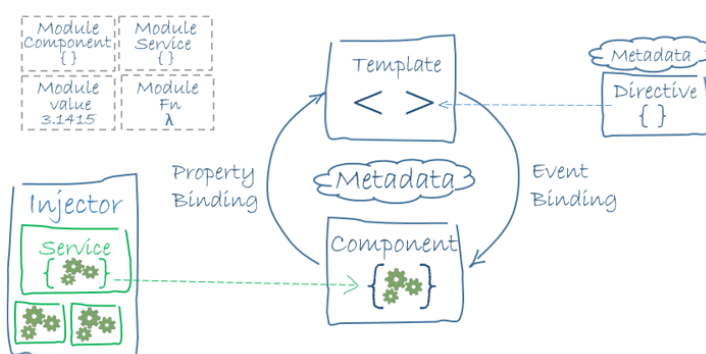 Module
Component
{ }
Module
Service
{ }
Module
value
3.1415
Module
Fn
λ
Template
< >
Metadata
Directive
{ }
Property
Binding
Metadata
Event
Binding
Injector
Service
{ }
Component
{ }